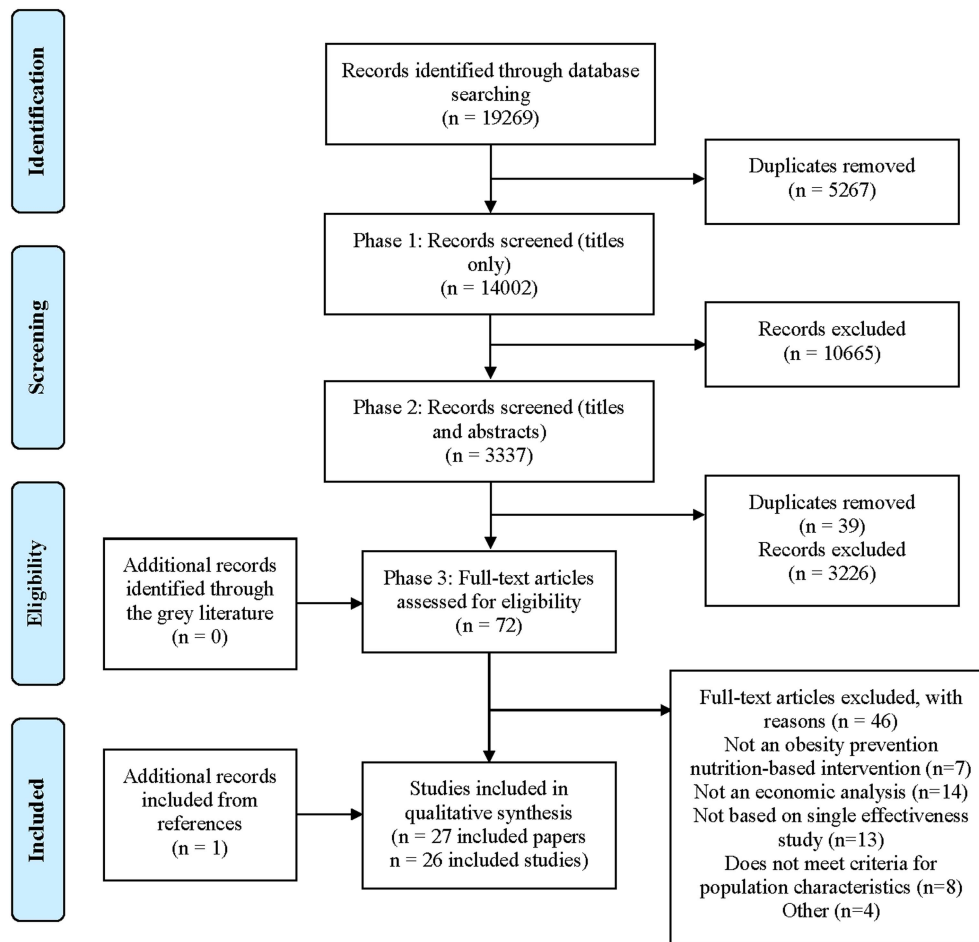 Identification
Records identified through database
searching
(n = 19269)
Duplicates removed
(n = 5267)
Screening
Phase 1: Records screened (titles
only)
(n = 14002)
Records excluded
(n = 10665)
Phase 2: Records screened (titles
and abstracts)
(n = 3337)
Duplicates removed
(n = 39)
Records excluded
(n = 3226)
Eligibility
Additional records
identified through
the grey literature
(n = 0)
Phase 3: Full-text articles
assessed for eligibility
(n = 72)
Full-text articles excluded, with
reasons (n = 46)
Not an obesity prevention
nutrition-based intervention (n=7)
Not an economic analysis (n=14)
Not based on single effectiveness
study (n=13)
Does not meet criteria for
population characteristics (n=8)
Other (n=4)
Included
Additional records
included from
references
(n = 1)
Studies included in
qualitative synthesis
(n = 27 included papers
n = 26 included studies)